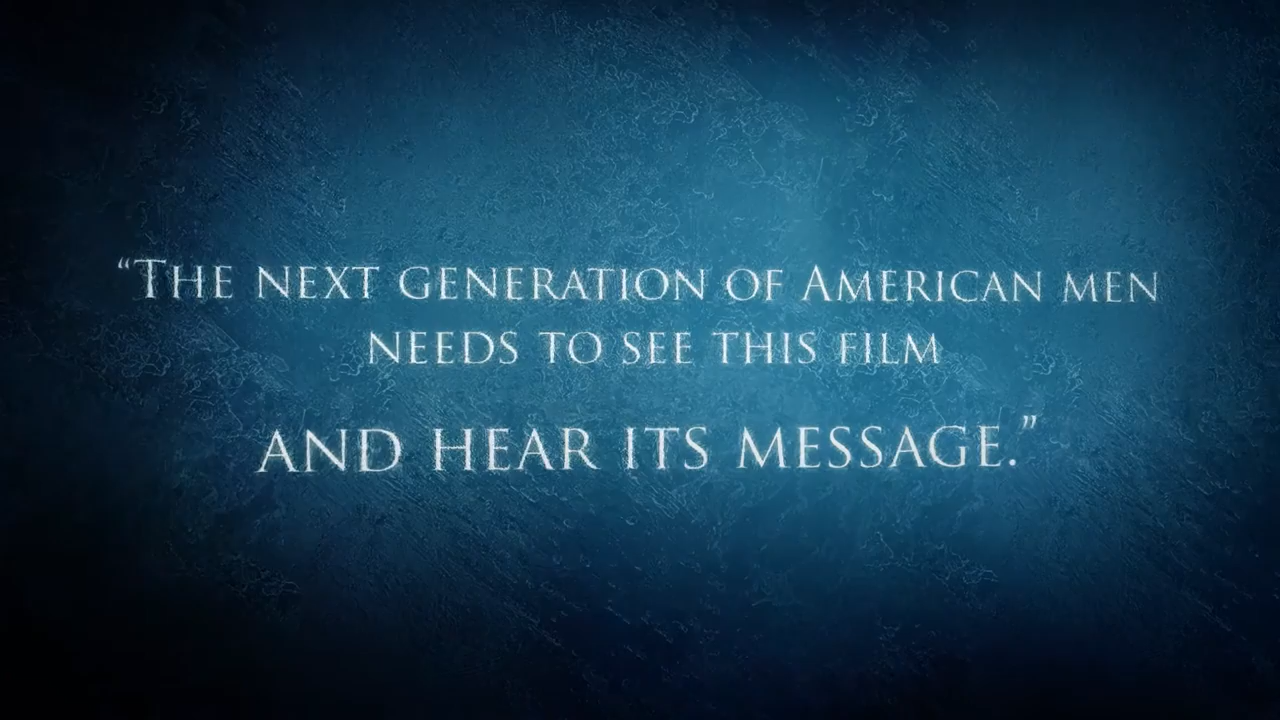 “The next generation of American men
needs to see this film
and hear its message.”